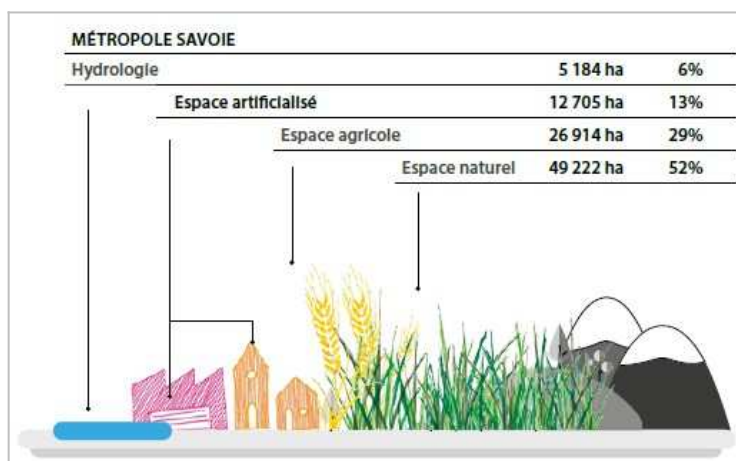 MÉTROPOLE SAVOIE
Hydrologie 5 184 ha 6%
Espace artificialisé 12 705 ha 13%
Espace agricole 26 914 ha 29%
Espace naturel 49 222 ha 52%